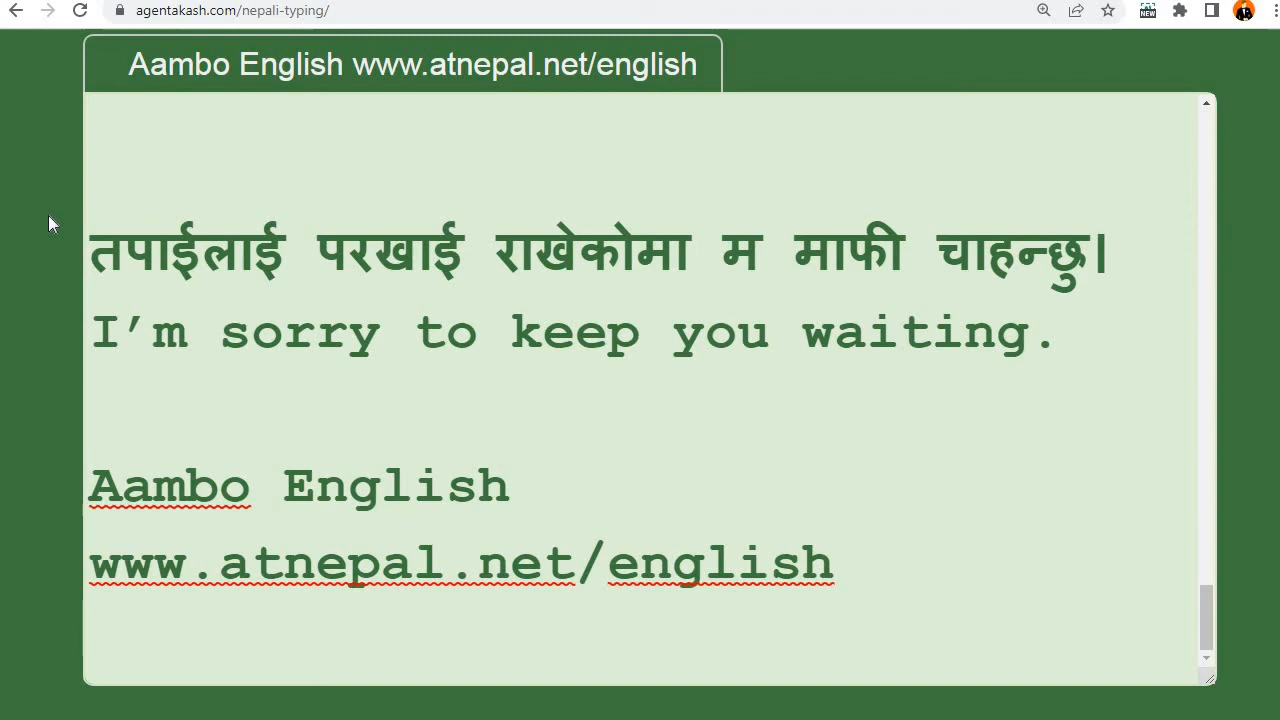 agentakash.com/nepali-typing/
NEW
Aambo English www.atnepal.net/english
तपाईलाई परखाई राखेकोमा म माफी चाहन्छु।
I’m sorry to keep you waiting.
Aambo English
www.atnepal.net/english